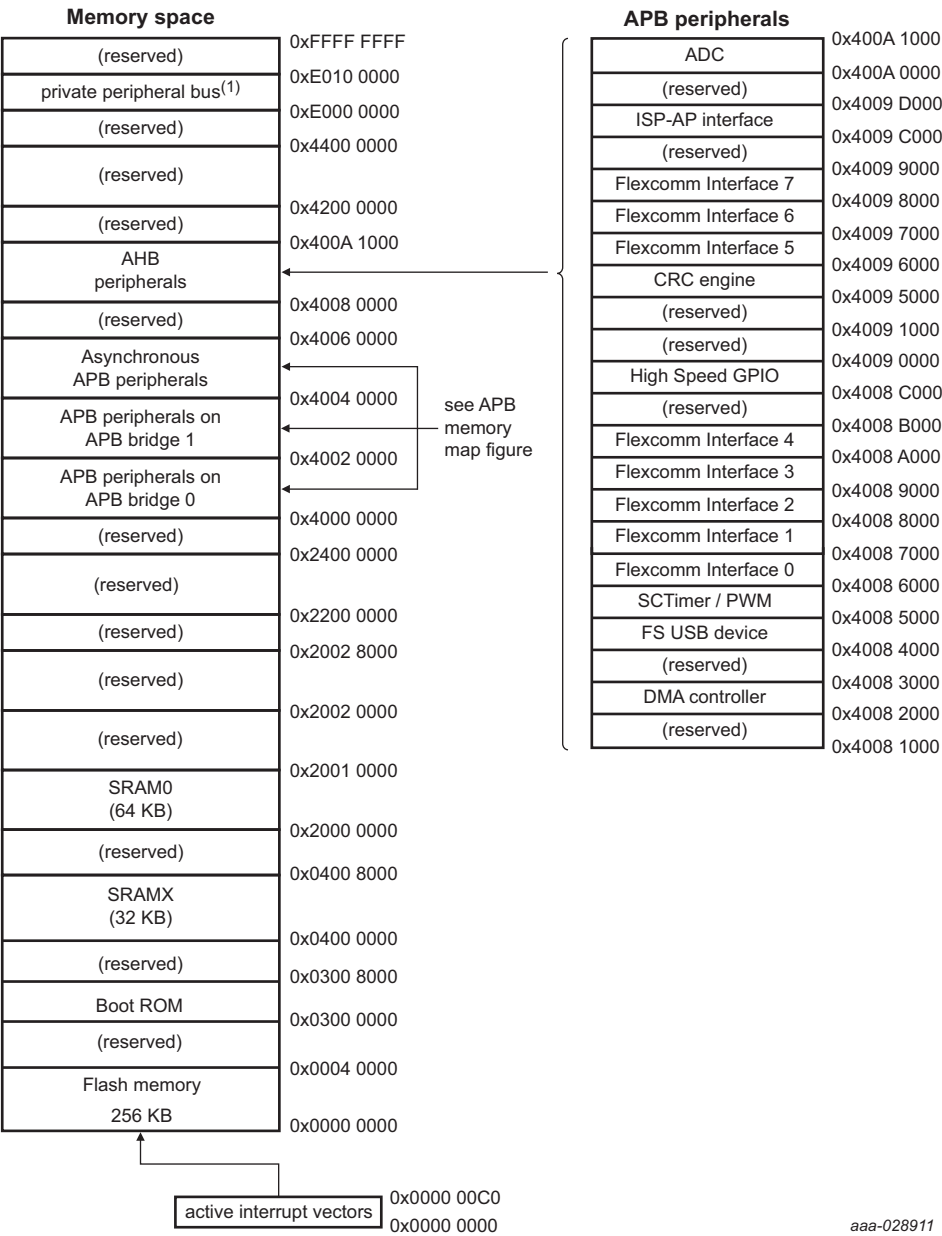 Memory space
0xFFFF FFFF
(reserved)
0xE010 0000
private peripheral bus(1)
0xE000 0000
(reserved)
0x4400 0000
(reserved)
0x4200 0000
(reserved)
0x400A 1000
AHB
peripherals
0x4008 0000
(reserved)
0x4006 0000
Asynchronous
APB peripherals
0x4004 0000
APB peripherals on
APB bridge 1
0x4002 0000
APB peripherals on
APB bridge 0
0x4000 0000
(reserved)
0x2400 0000
(reserved)
0x2200 0000
(reserved)
0x2002 8000
(reserved)
0x2002 0000
(reserved)
0x2001 0000
SRAM0
(64 KB)
0x2000 0000
(reserved)
0x0400 8000
SRAMX
(32 KB)
0x0400 0000
(reserved)
0x0300 8000
Boot ROM
0x0300 0000
(reserved)
0x0004 0000
Flash memory
256 KB
0x0000 0000
active interrupt vectors
0x0000 00C0
0x0000 0000
see APB
memory
map figure
APB peripherals
0x400A 1000
ADC
0x400A 0000
(reserved)
0x4009 D000
ISP-AP interface
0x4009 C000
(reserved)
0x4009 9000
Flexcomm Interface 7
0x4009 8000
Flexcomm Interface 6
0x4009 7000
Flexcomm Interface 5
0x4009 6000
CRC engine
0x4009 5000
(reserved)
0x4009 1000
(reserved)
0x4009 0000
High Speed GPIO
0x4008 C000
(reserved)
0x4008 B000
Flexcomm Interface 4
0x4008 A000
Flexcomm Interface 3
0x4008 9000
Flexcomm Interface 2
0x4008 8000
Flexcomm Interface 1
0x4008 7000
Flexcomm Interface 0
0x4008 6000
SCTimer / PWM
0x4008 5000
FS USB device
0x4008 4000
(reserved)
0x4008 3000
DMA controller
0x4008 2000
(reserved)
0x4008 1000
aaa-028911